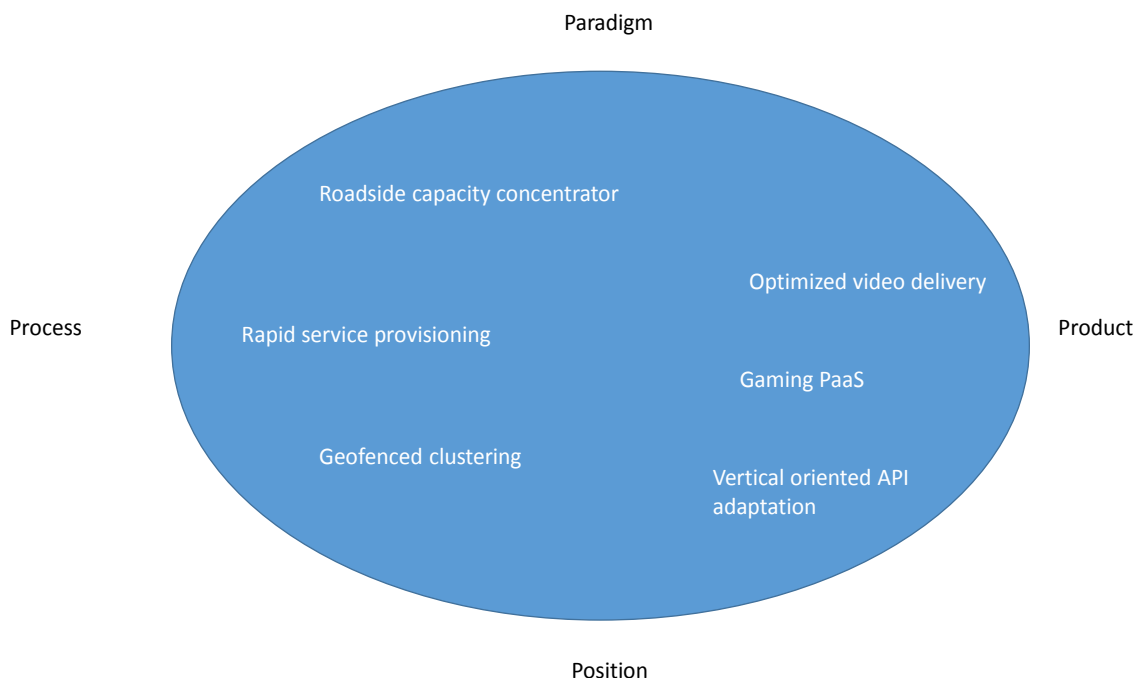 Paradigm
Roadside capacity concentrator
Optimized video delivery
Process
Product
Rapid service provisioning
Gaming PaaS
Geofenced clustering
Vertical oriented API
adaptation
Position